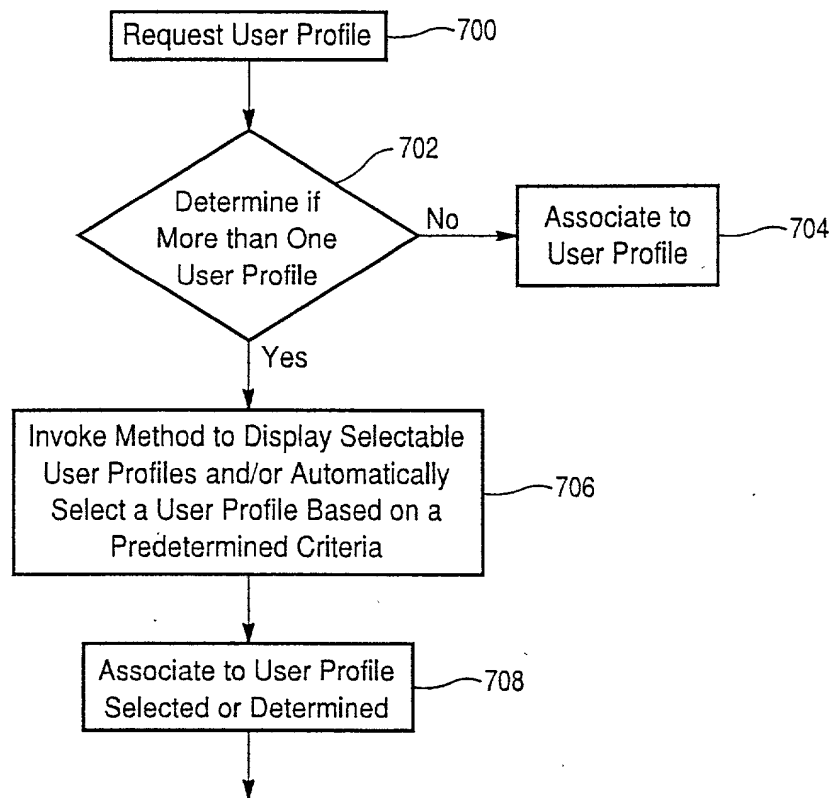 Request User Profile
700
702
Determine if
More than One
User Profile
No
Associate to
User Profile
704
Yes
Invoke Method to Display Selectable
User Profiles and/or Automatically
Select a User Profile Based on a
Predetermined Criteria
706
Associate to User Profile
Selected or Determined
708